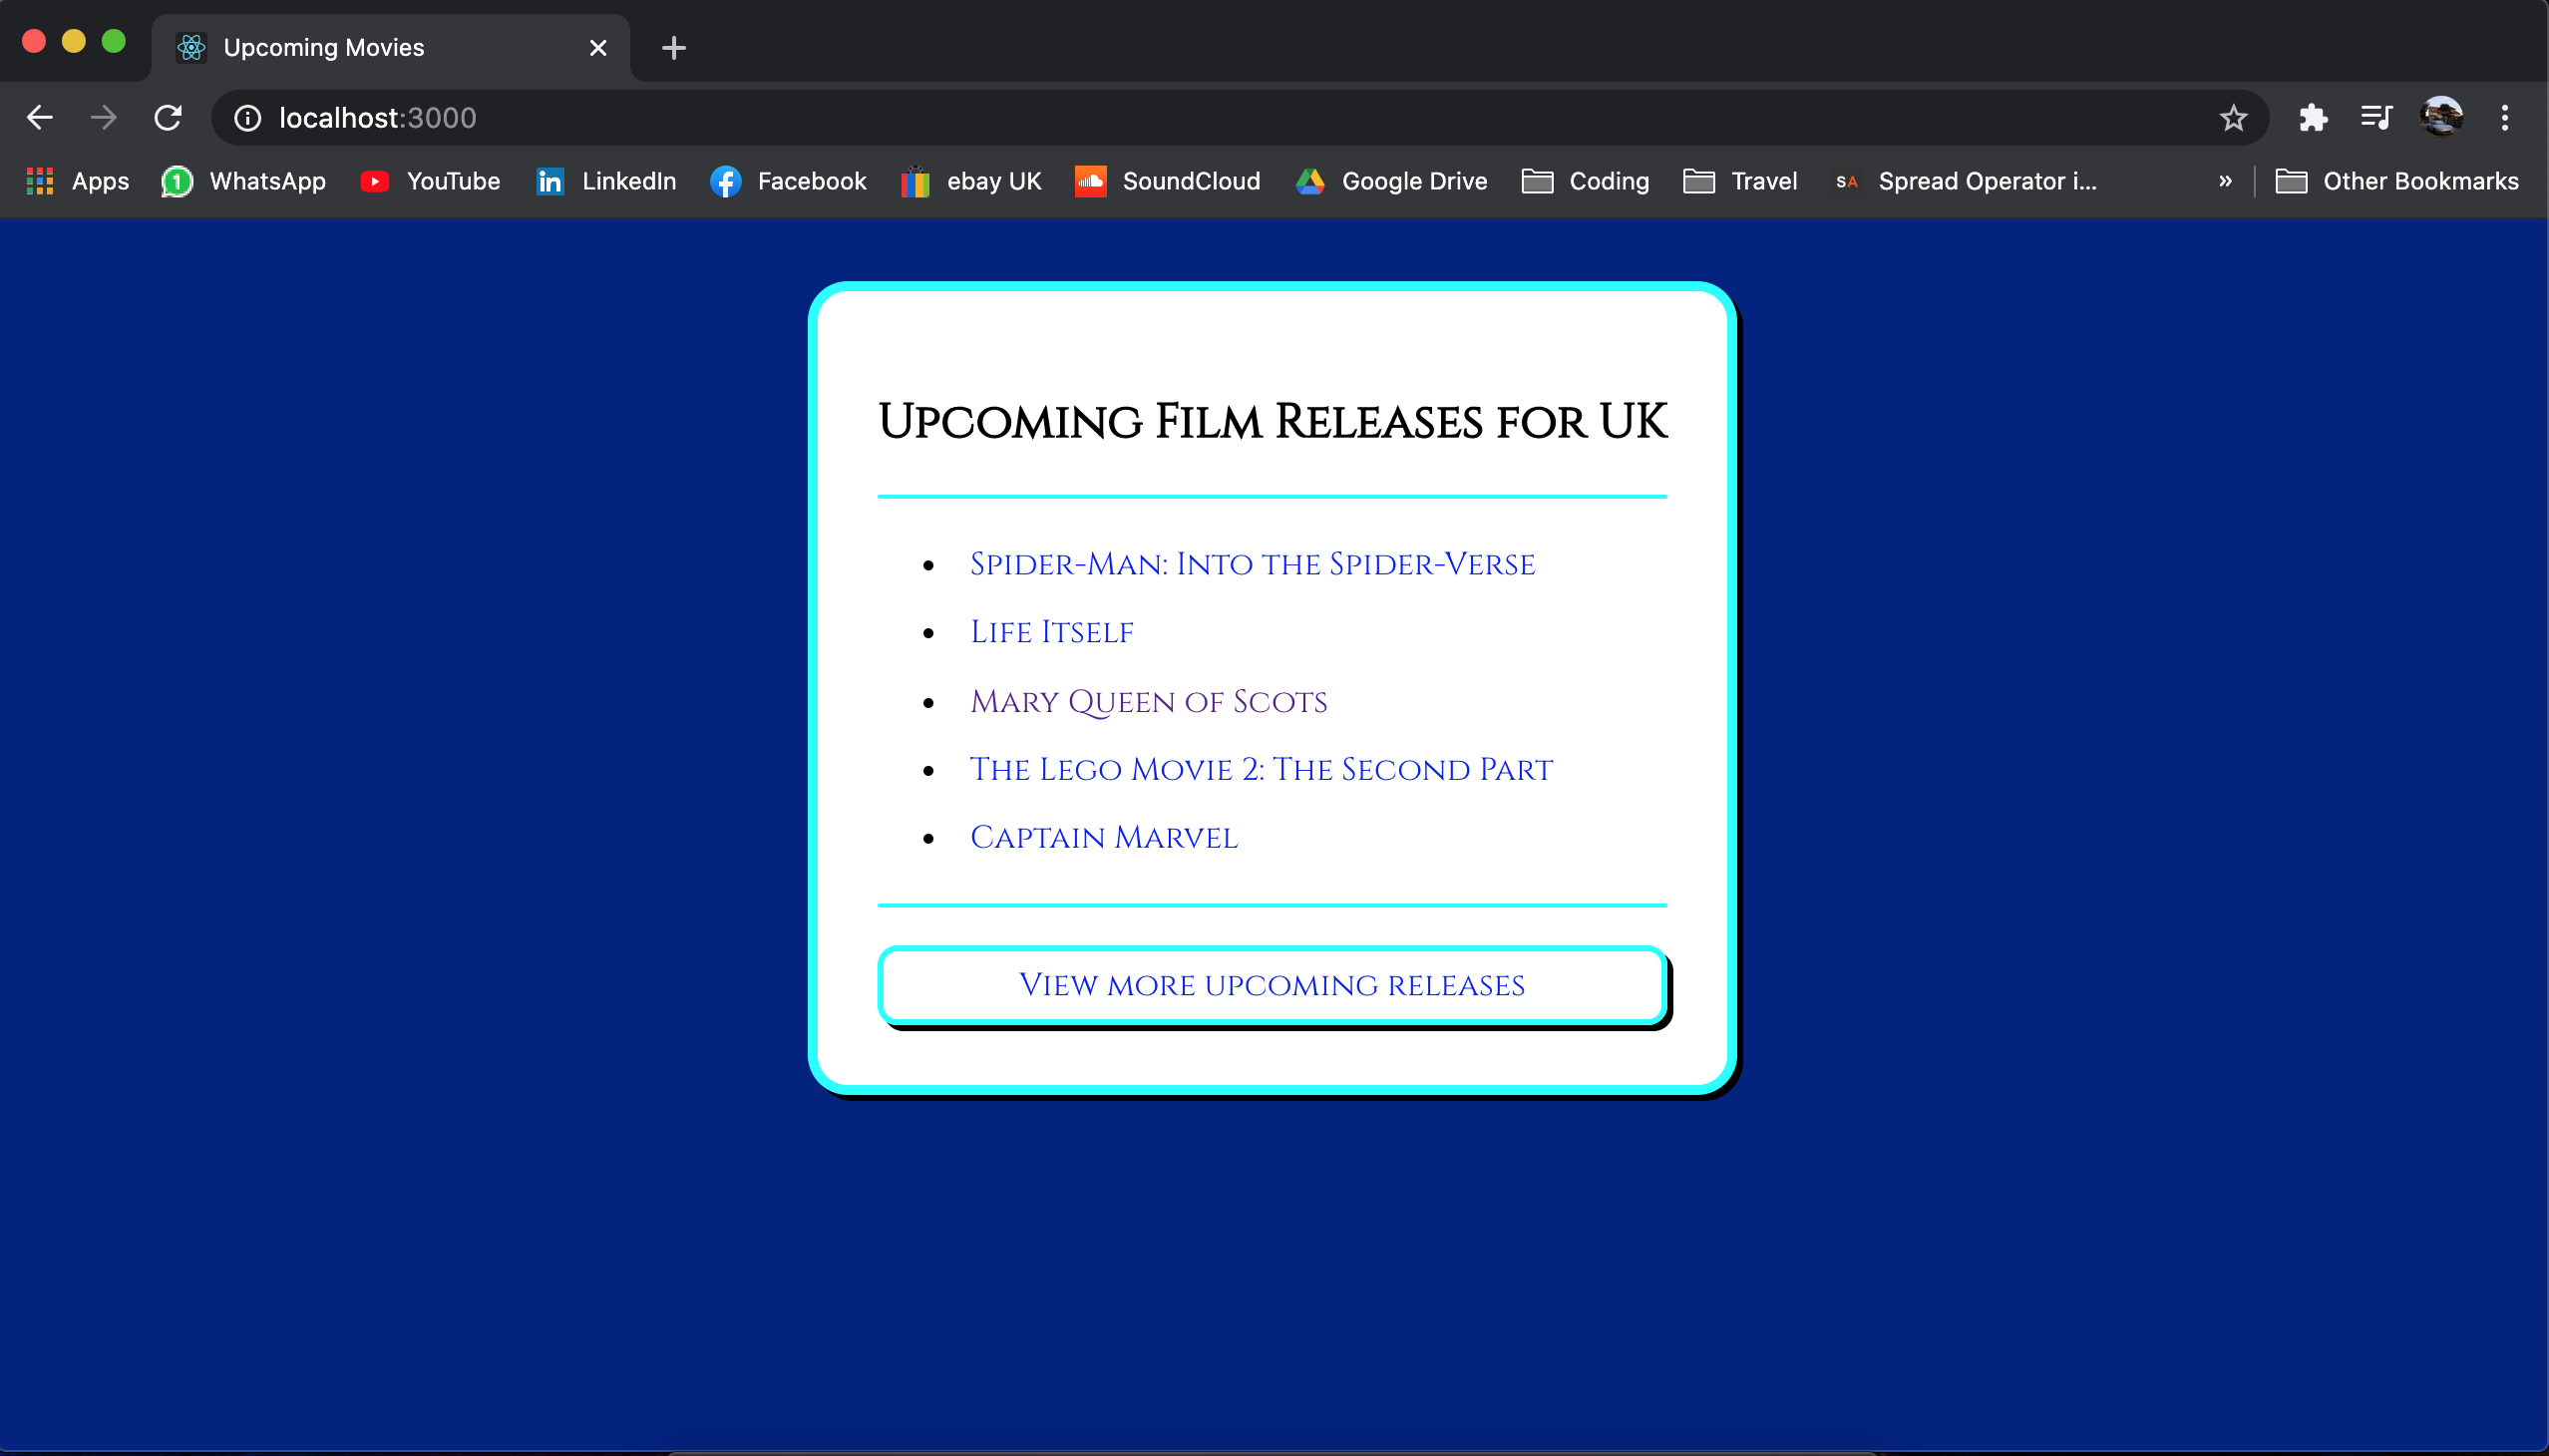 Upcoming Movies
localhost:3000
Apps WhatsApp YouTube LinkedIn Facebook ebay UK SoundCloud Google Drive Coding Travel SA Spread Operator i... » Other Bookmarks
Upcoming Film Releases for UK
Spider-Man: Into the Spider-Verse
Life Itself
Mary Queen of Scots
The Lego Movie 2: The Second Part
Captain Marvel
View more upcoming releases